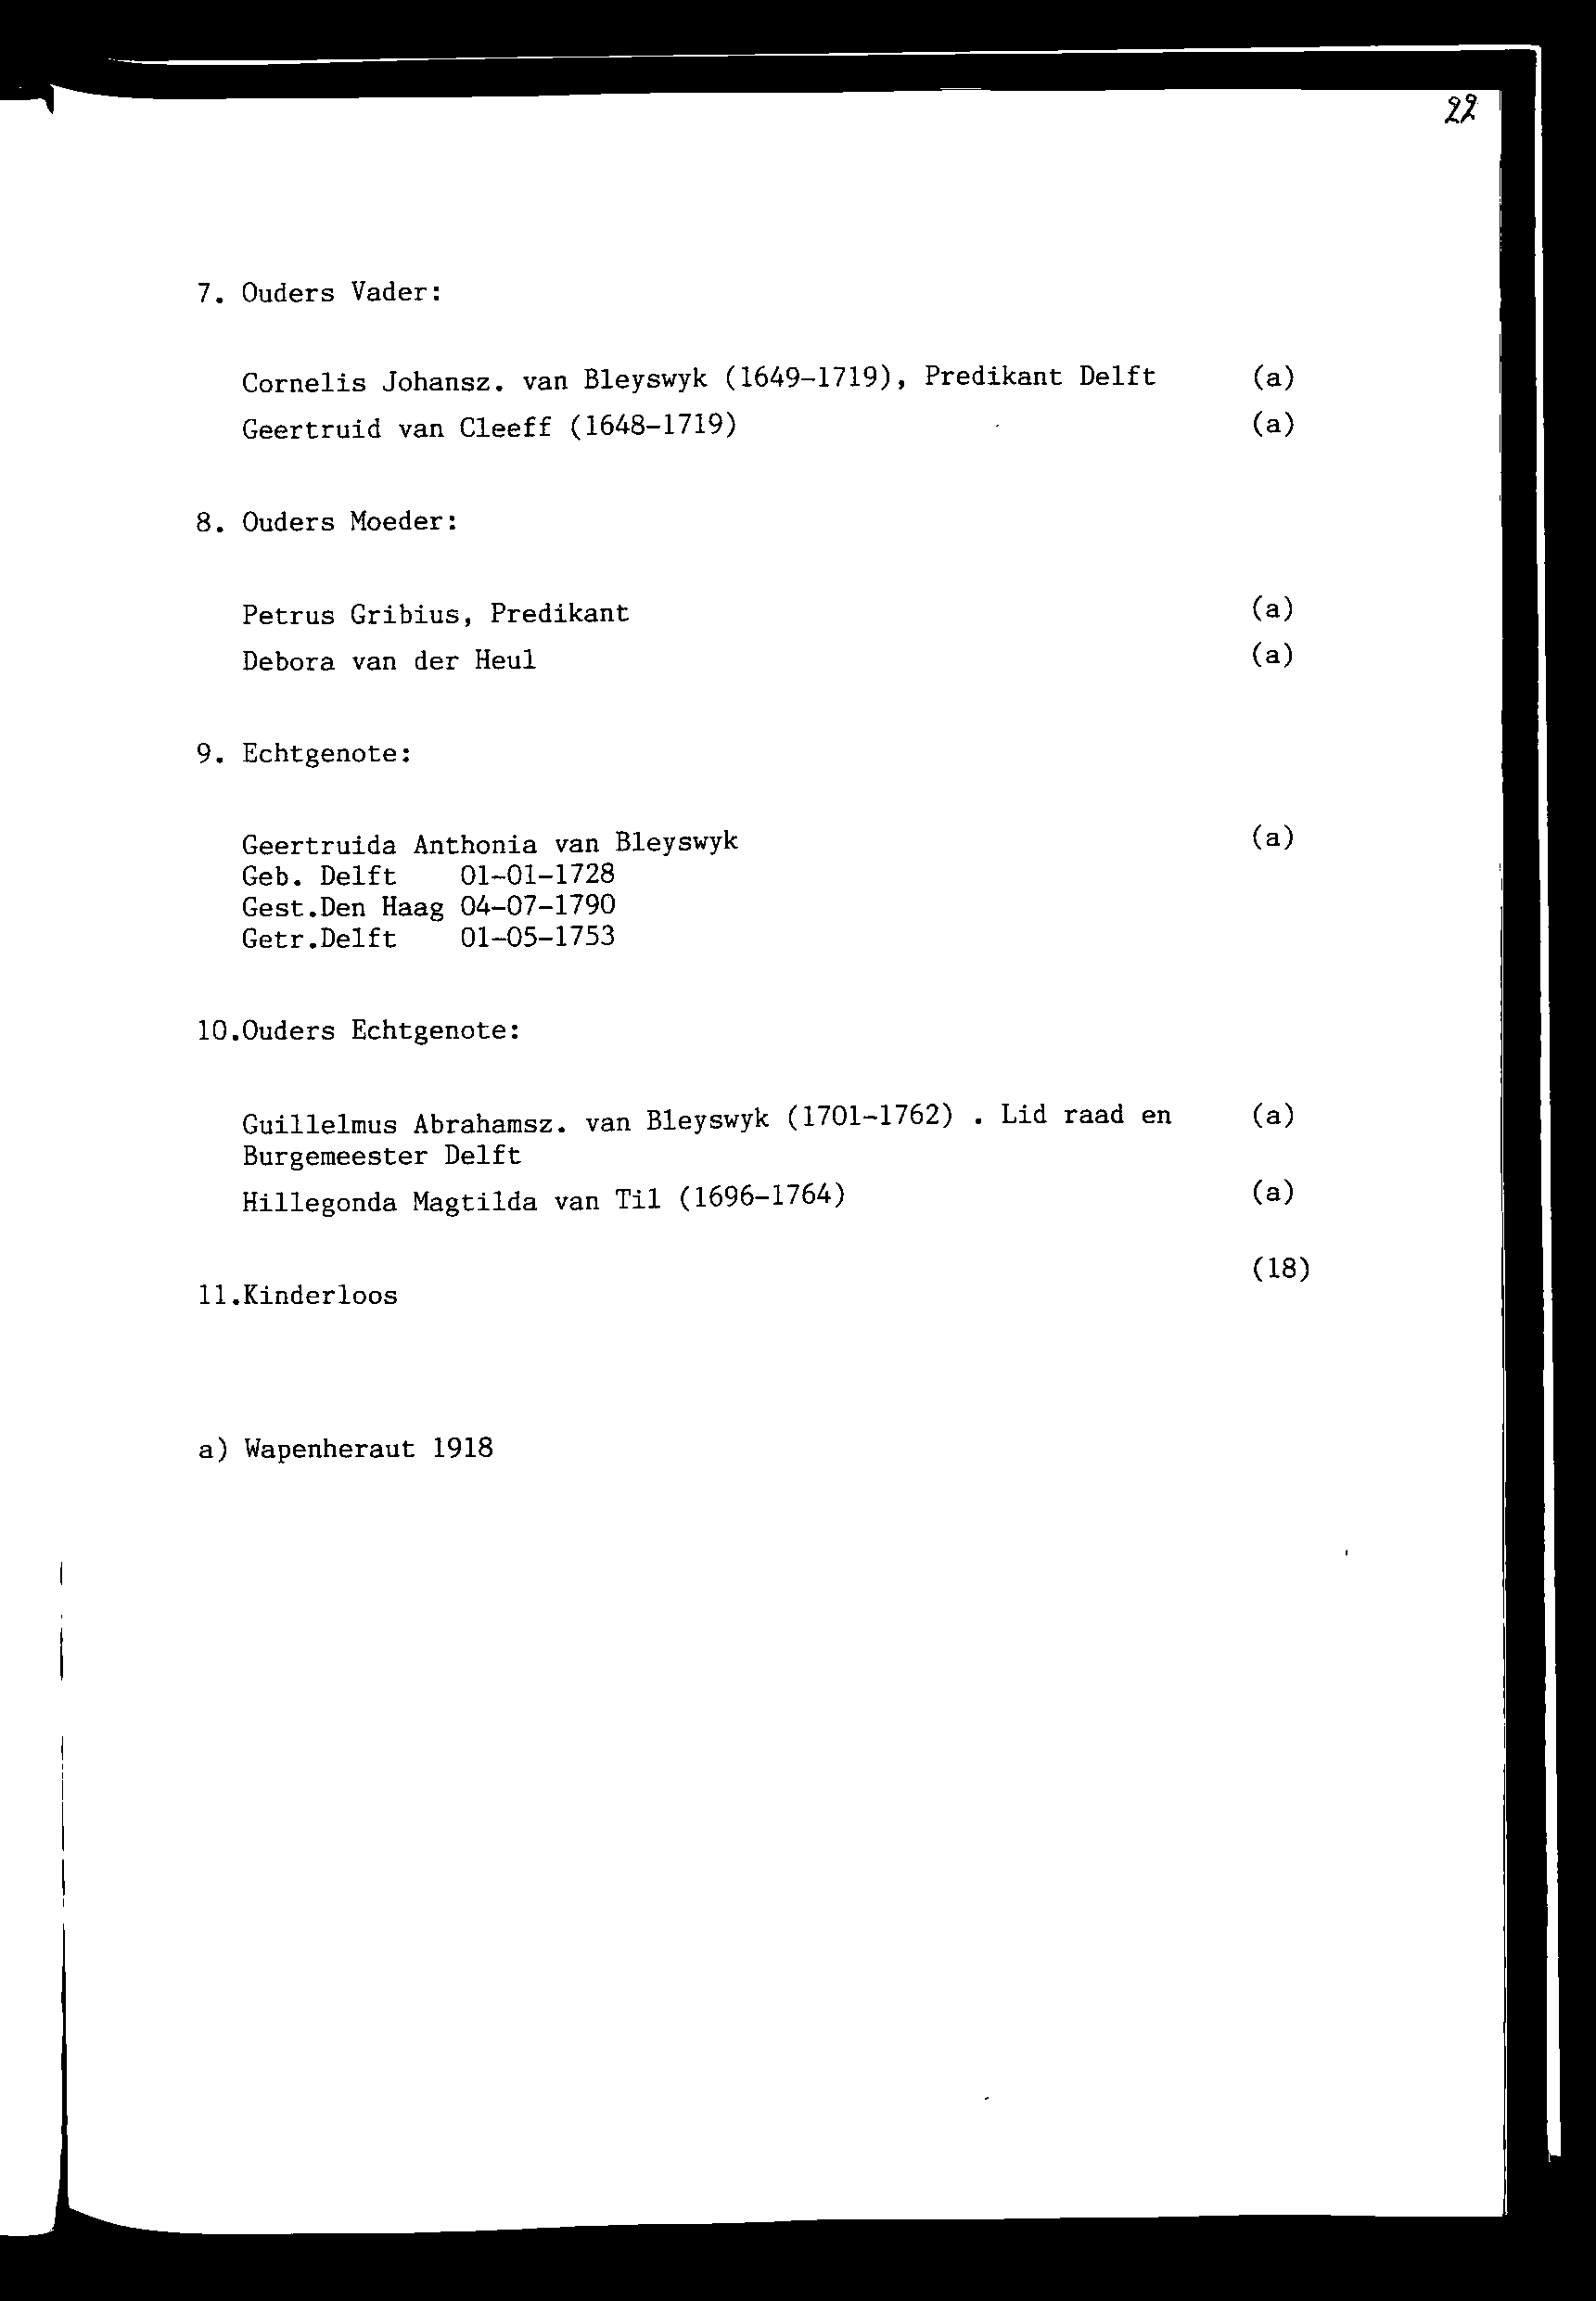 22
7. Ouders Vader:
Cornelis Johansz. van Bleyswyk (1649-1719), Predikant Delft (a)
Geertruid van Cleeff (1648-1719) (a)
8. Ouders Moeder:
Petrus Gribius, Predikant (a)
Debora van der Heul (a)
9. Echtgenote:
Geertruida Anthonia van Bleyswyk (a)
Geb. Delft 01-01-1728
Gest.Den Haag 04-07-1790
Getr.Delft 01-05-1753
10.Ouders Echtgenote:
Guillelmus Abrahamsz. van Bleyswyk (1701-1762) . Lid raad en (a)
Burgemeester Delft
Hillegonda Magtilda van Til (1696-1764) (a)
(18)
11.Kinderloos
a) Wapenheraut 1918